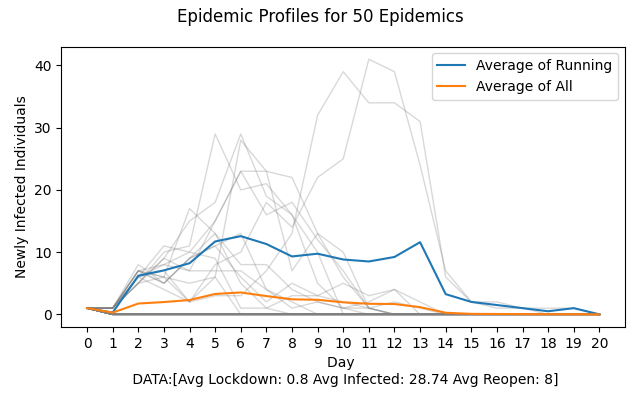 Epidemic Profiles for 50 Epidemics
Newly Infected Individuals
40
30
20
10
0
Average of Running
Average of All
0 1 2 3 4 5 6 7 8 9 10 11 12 13 14 15 16 17 18 19 20
Day
DATA:[Avg Lockdown: 0.8 Avg Infected: 28.74 Avg Reopen: 8]